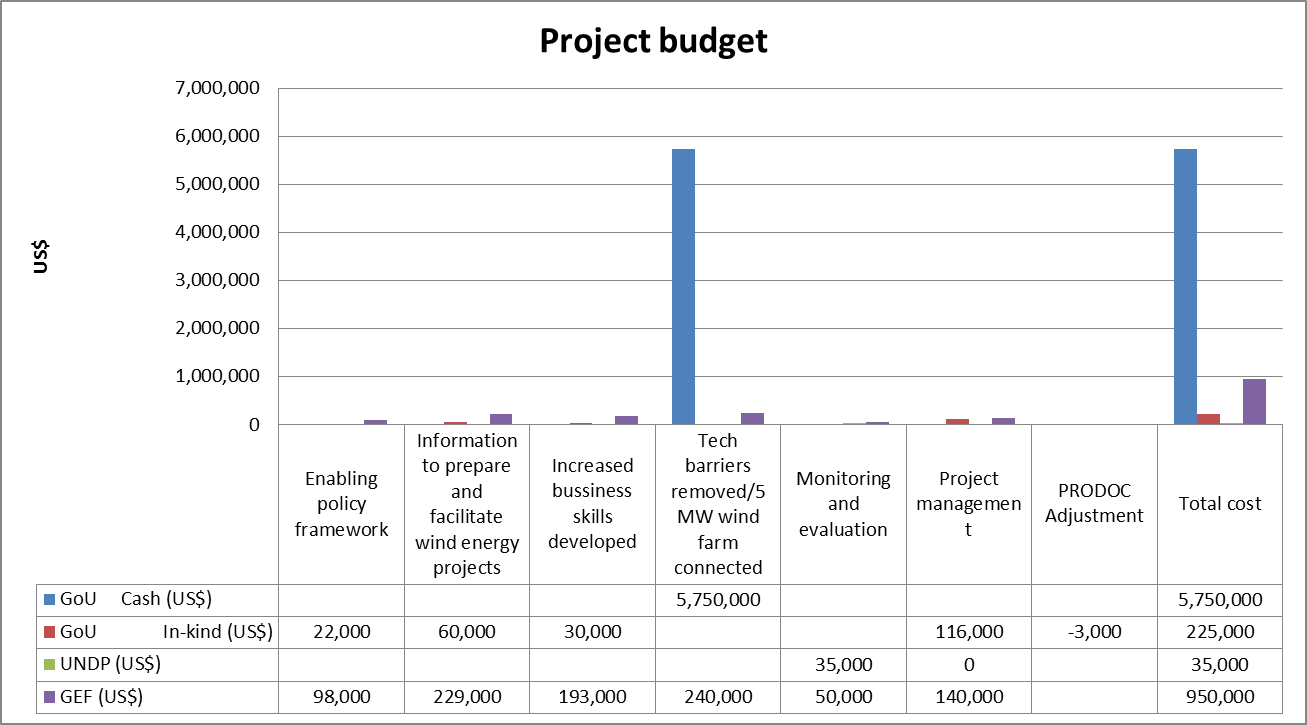 Project budget
US$
7,000,000
6,000,000
5,000,000
4,000,000
3,000,000
2,000,000
1,000,000
0
Enabling
policy
framework
Information
to prepare
and
facilitate
wind energy
projects
Increased
bussiness
skills
developed
Tech
barriers
removed/5
MW wind
farm
connected
Monitoring
and
evaluation
Project
managemen
t
PRODOC
Adjustment
Total cost
GoU Cash (US$) 5,750,000 5,750,000
GoU In-kind (US$) 22,000 60,000 30,000 116,000 -3,000 225,000
UNDP (US$) 35,000 0 35,000
GEF (US$) 98,000 229,000 193,000 240,000 50,000 140,000 950,000